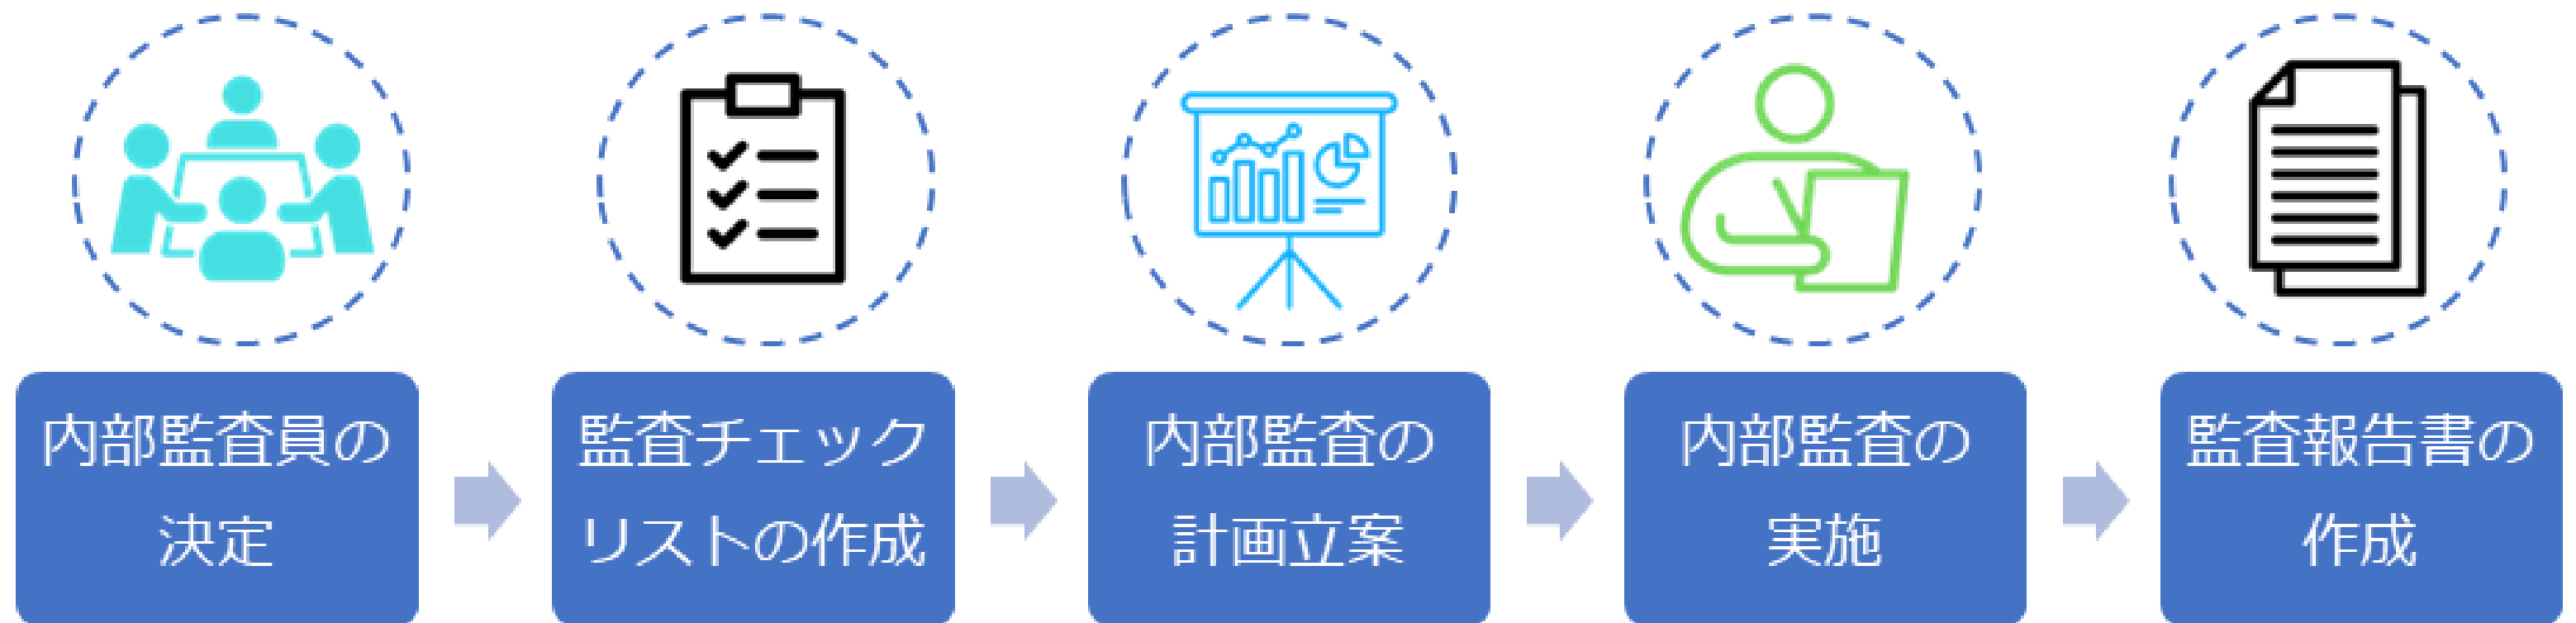 内部監査員の
決定
監査チェック
リストの作成
内部監査の
計画立案
内部監査の
実施
監査報告書の
作成